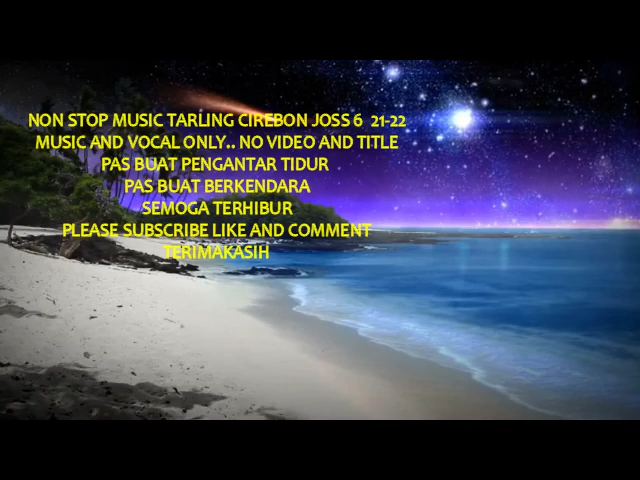 NON STOP MUSIC TARLING CIREBON JOSS 6 21-22
MUSIC AND VOCAL ONLY.. NO VIDEO AND TITLE
PAS BUAT PENGANTAR TIDUR
PAS BUAT BERKENDARA
SEMOGA TERHIBUR
PLEASE SUBSCRIBE LIKE AND COMMENT
TERIMAKASIH